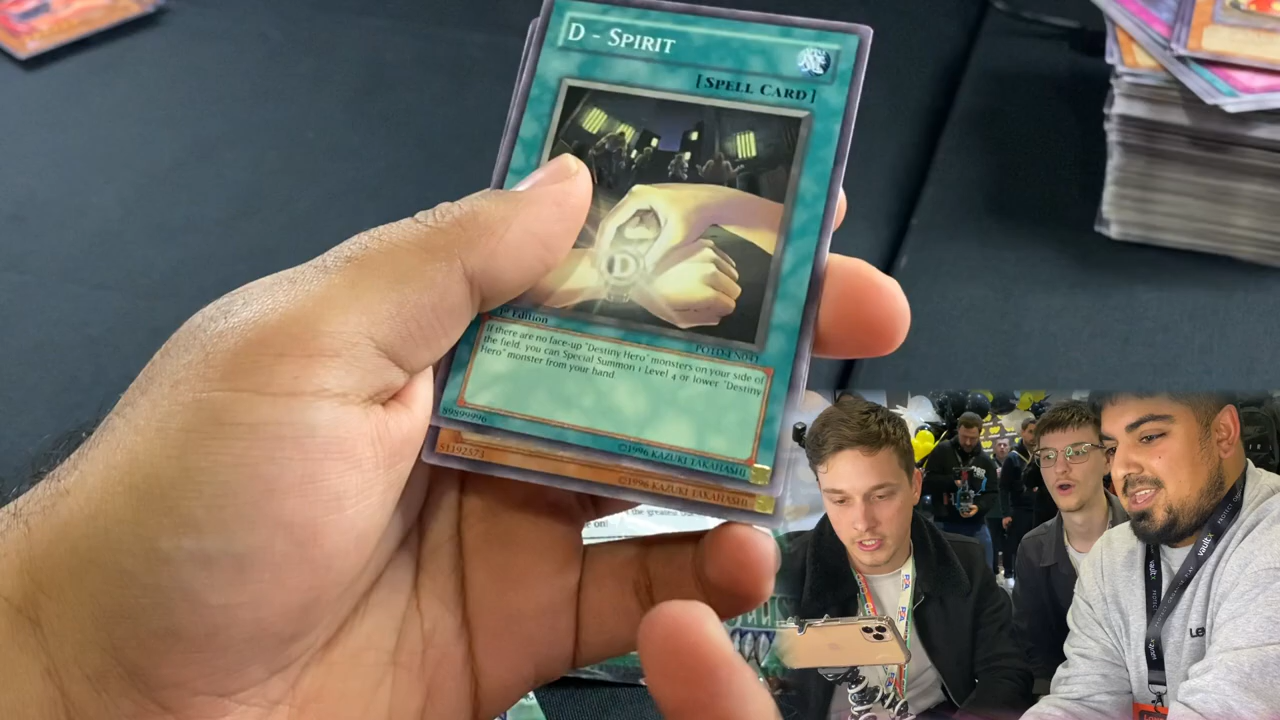 D - Spirit
[Spell Card]
D
1st Edition
POTD-EN041
If there are no face-up "Destiny Hero" monsters on your side of
the field, you can Special Summon 1 Level 4 or lower "Destiny
Hero" monster from your hand.
89899996
©1996 KAZUKI TAKAHASHI
51192573
©1996 KAZUKI TAKAHASHI
e on!
vaultx